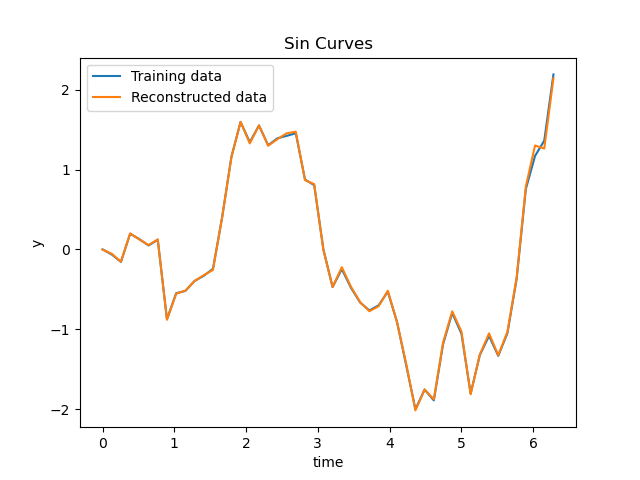 Sin Curves
Training data
Reconstructed data
2
1
0
−1
−2
y
0 1 2 3 4 5 6
time